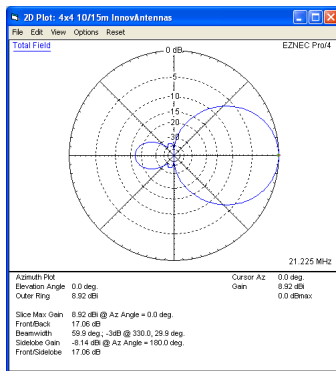 2D Plot: 4x4 10/15m InnovAntennas
File Edit View Options Reset
Total Field
EZNEC Pro/4
0 dB
-5
-10
-15
-20
-30
21.225 MHz
Azimuth Plot
Elevation Angle 0.0 deg.
Outer Ring 8.92 dBi
Cursor Az 0.0 deg.
Gain 8.92 dBi
0.0 dBmax
Slice Max Gain 8.92 dBi @ Az Angle = 0.0 deg.
Front/Back 17.06 dB
Beamwidth 59.9 deg.; -3dB @ 330.0, 29.9 deg.
Sidelobe Gain -8.14 dBi @ Az Angle = 180.0 deg.
Front/Sidelobe 17.06 dB